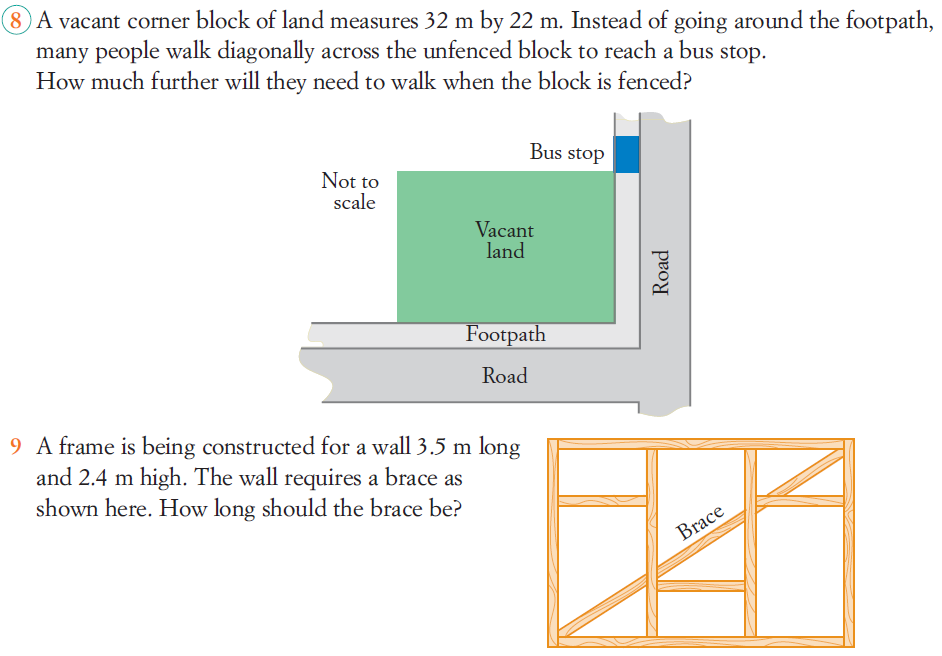 8 A vacant corner block of land measures 32 m by 22 m. Instead of going around the footpath,
many people walk diagonally across the unfenced block to reach a bus stop.
How much further will they need to walk when the block is fenced?
Bus stop
Not to
scale
Vacant
land
Road
Footpath
Road
9 A frame is being constructed for a wall 3.5 m long
and 2.4 m high. The wall requires a brace as
shown here. How long should the brace be?
Brace